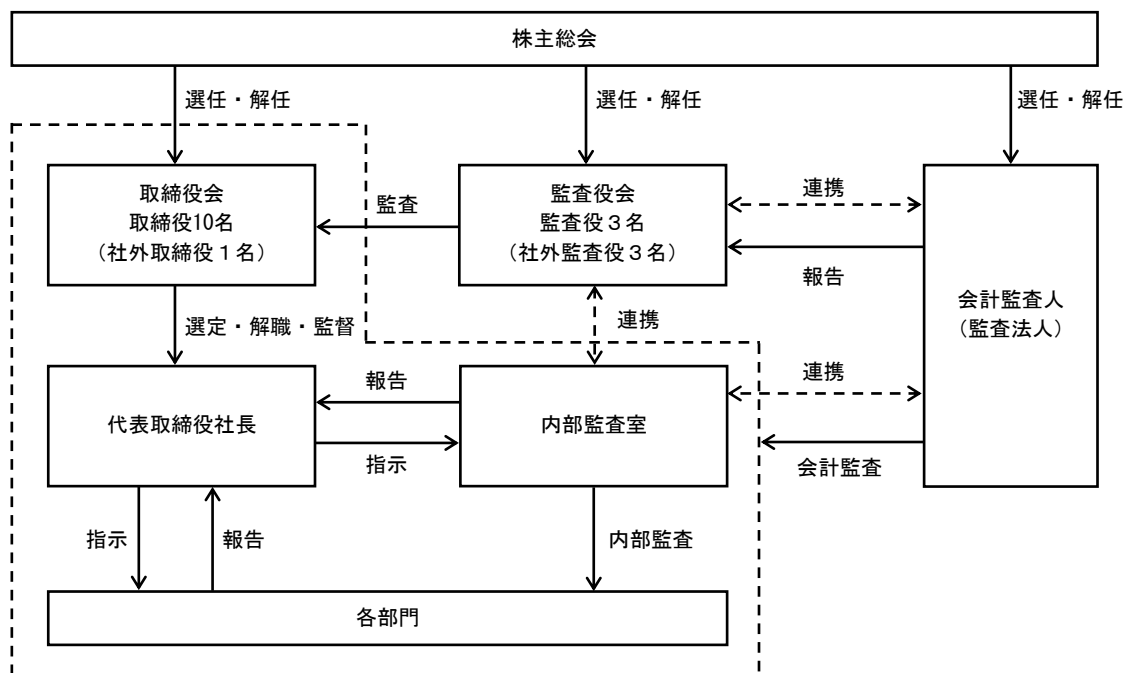 株主総会
選任・解任
選任・解任
選任・解任
取締役会
取締役10名
（社外取締役１名）
監査
監査役会
監査役３名
（社外監査役３名）
連携
報告
会計監査人
（監査法人）
選定・解職・監督
連携
代表取締役社長
報告
指示
内部監査室
連携
会計監査
指示
報告
内部監査
各部門